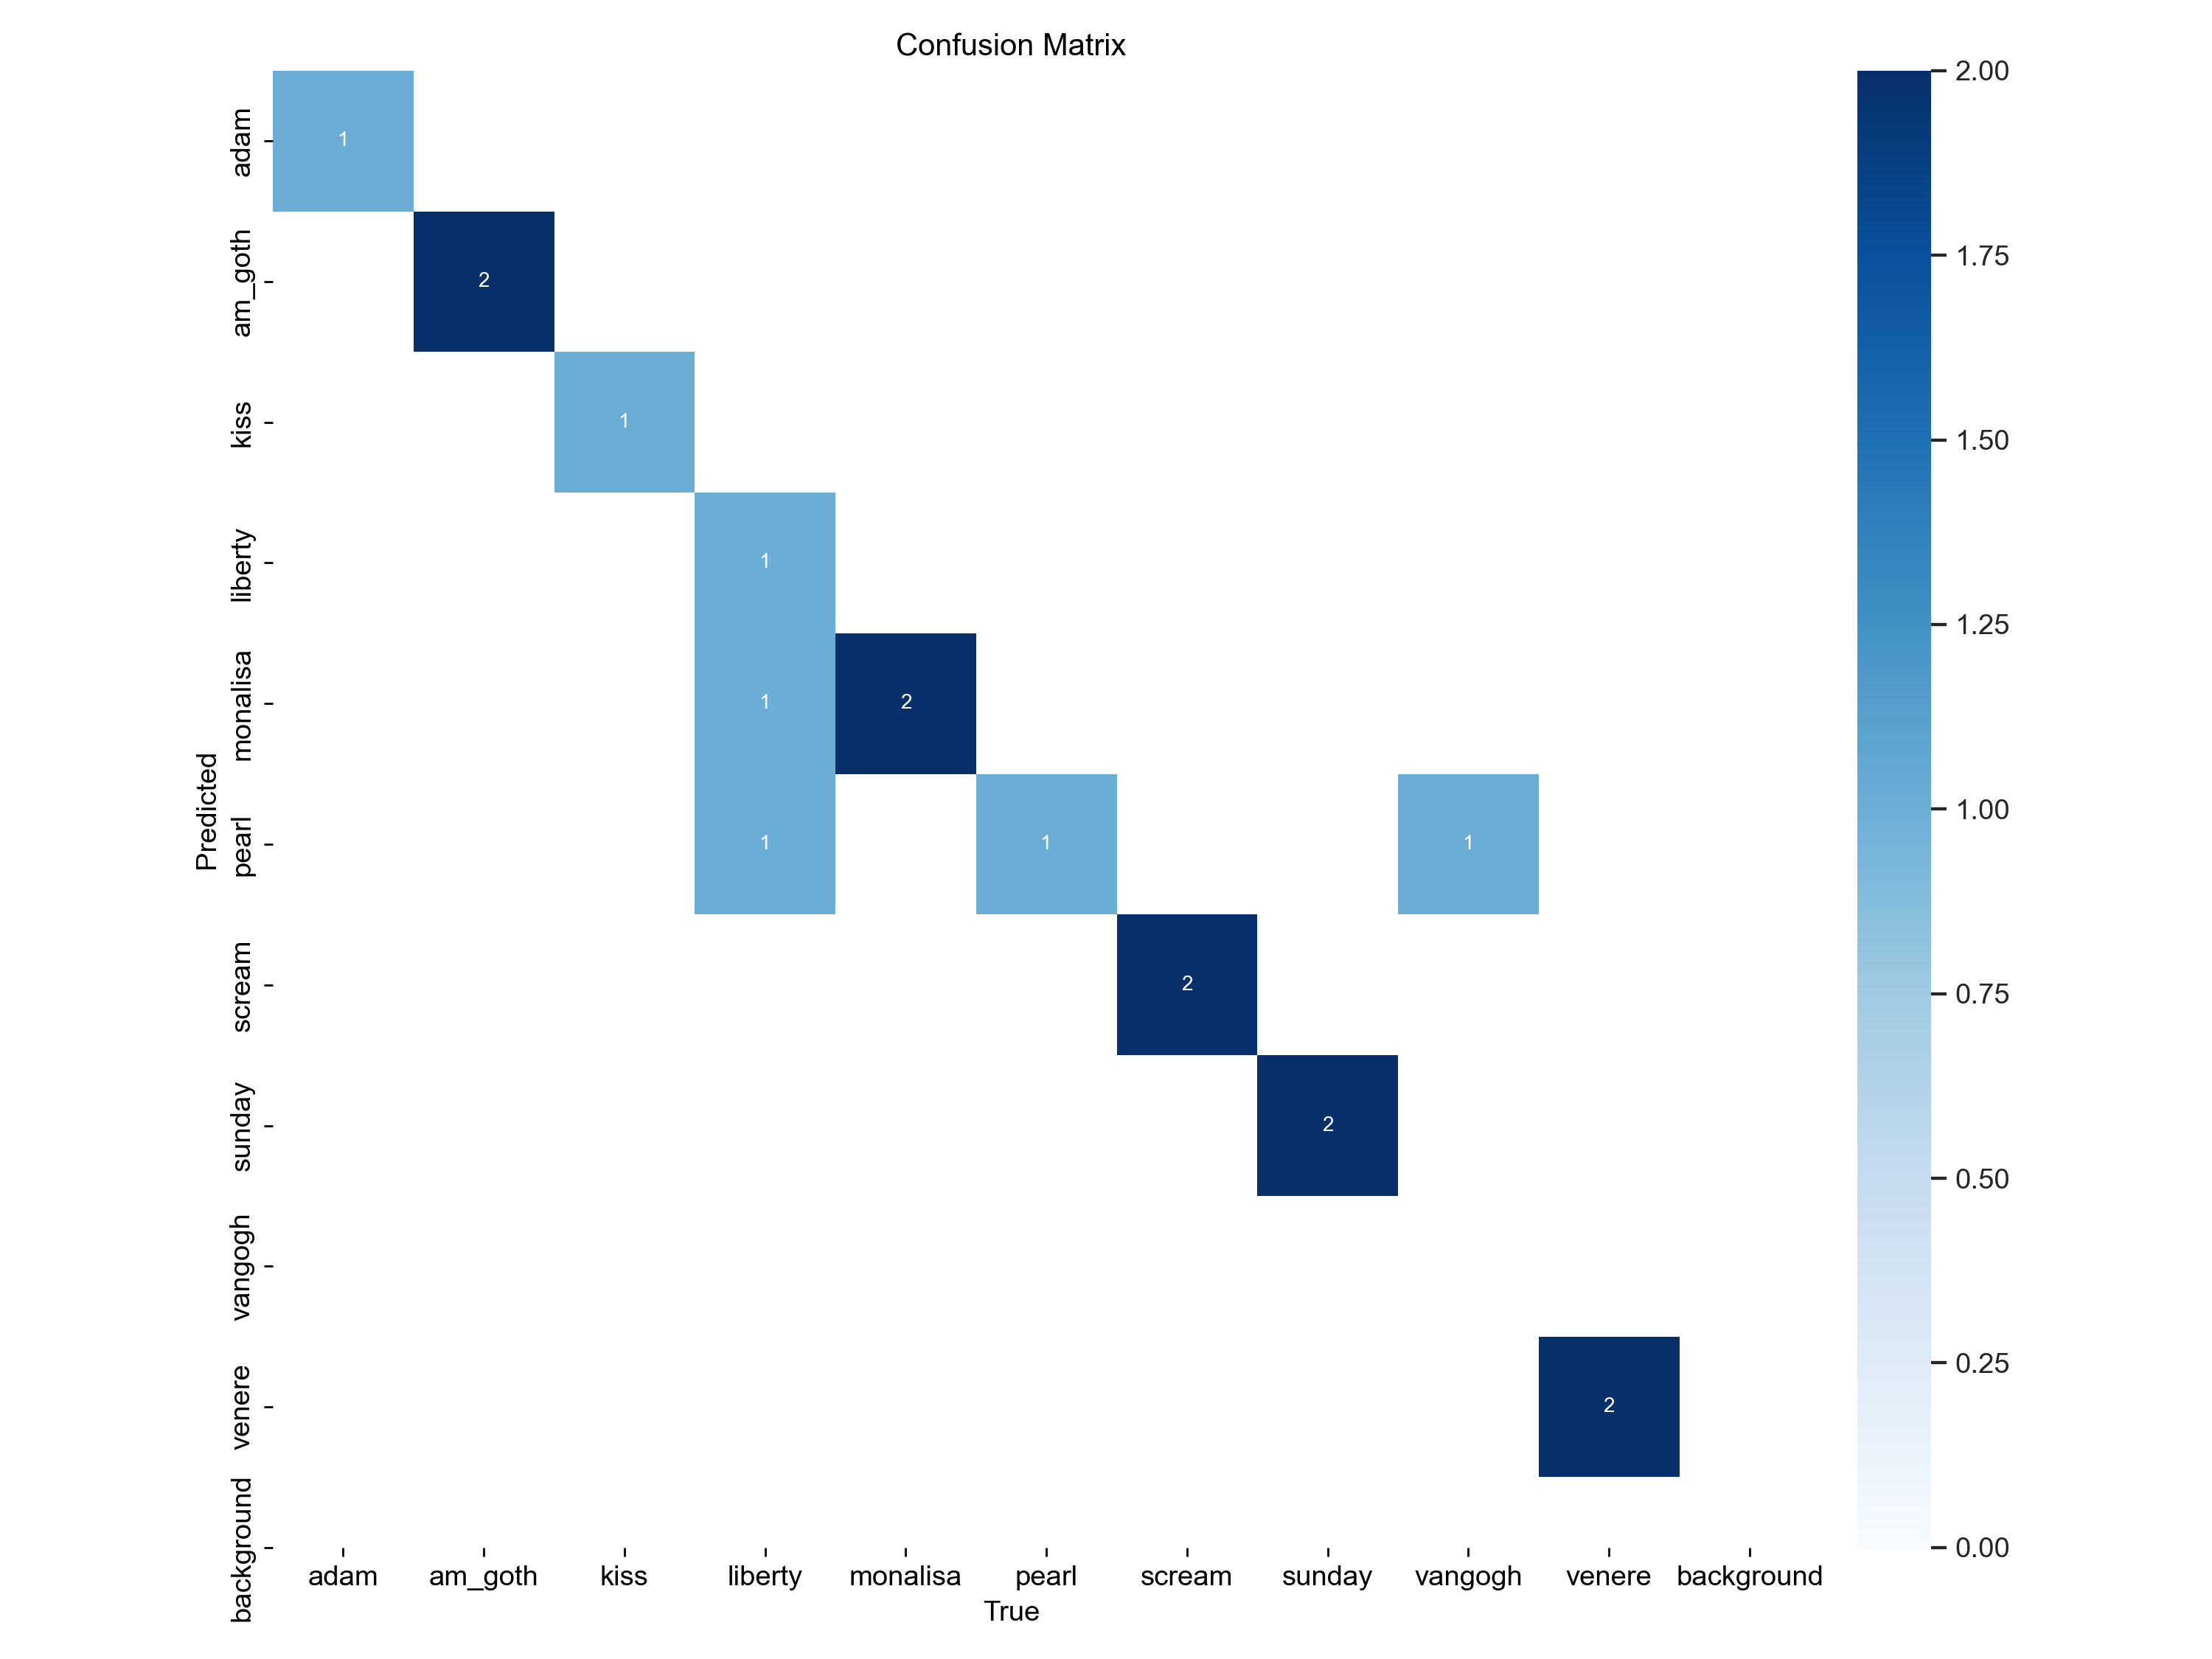 Confusion Matrix
Predicted
adam
am_goth
kiss
liberty
monalisa
pearl
scream
sunday
vangogh
venere
background
1
2
1
1
1 2
1 1 1
2
2
2
adam am_goth kiss liberty monalisa pearl scream sunday vangogh venere background
True
2.00
1.75
1.50
1.25
1.00
0.75
0.50
0.25
0.00